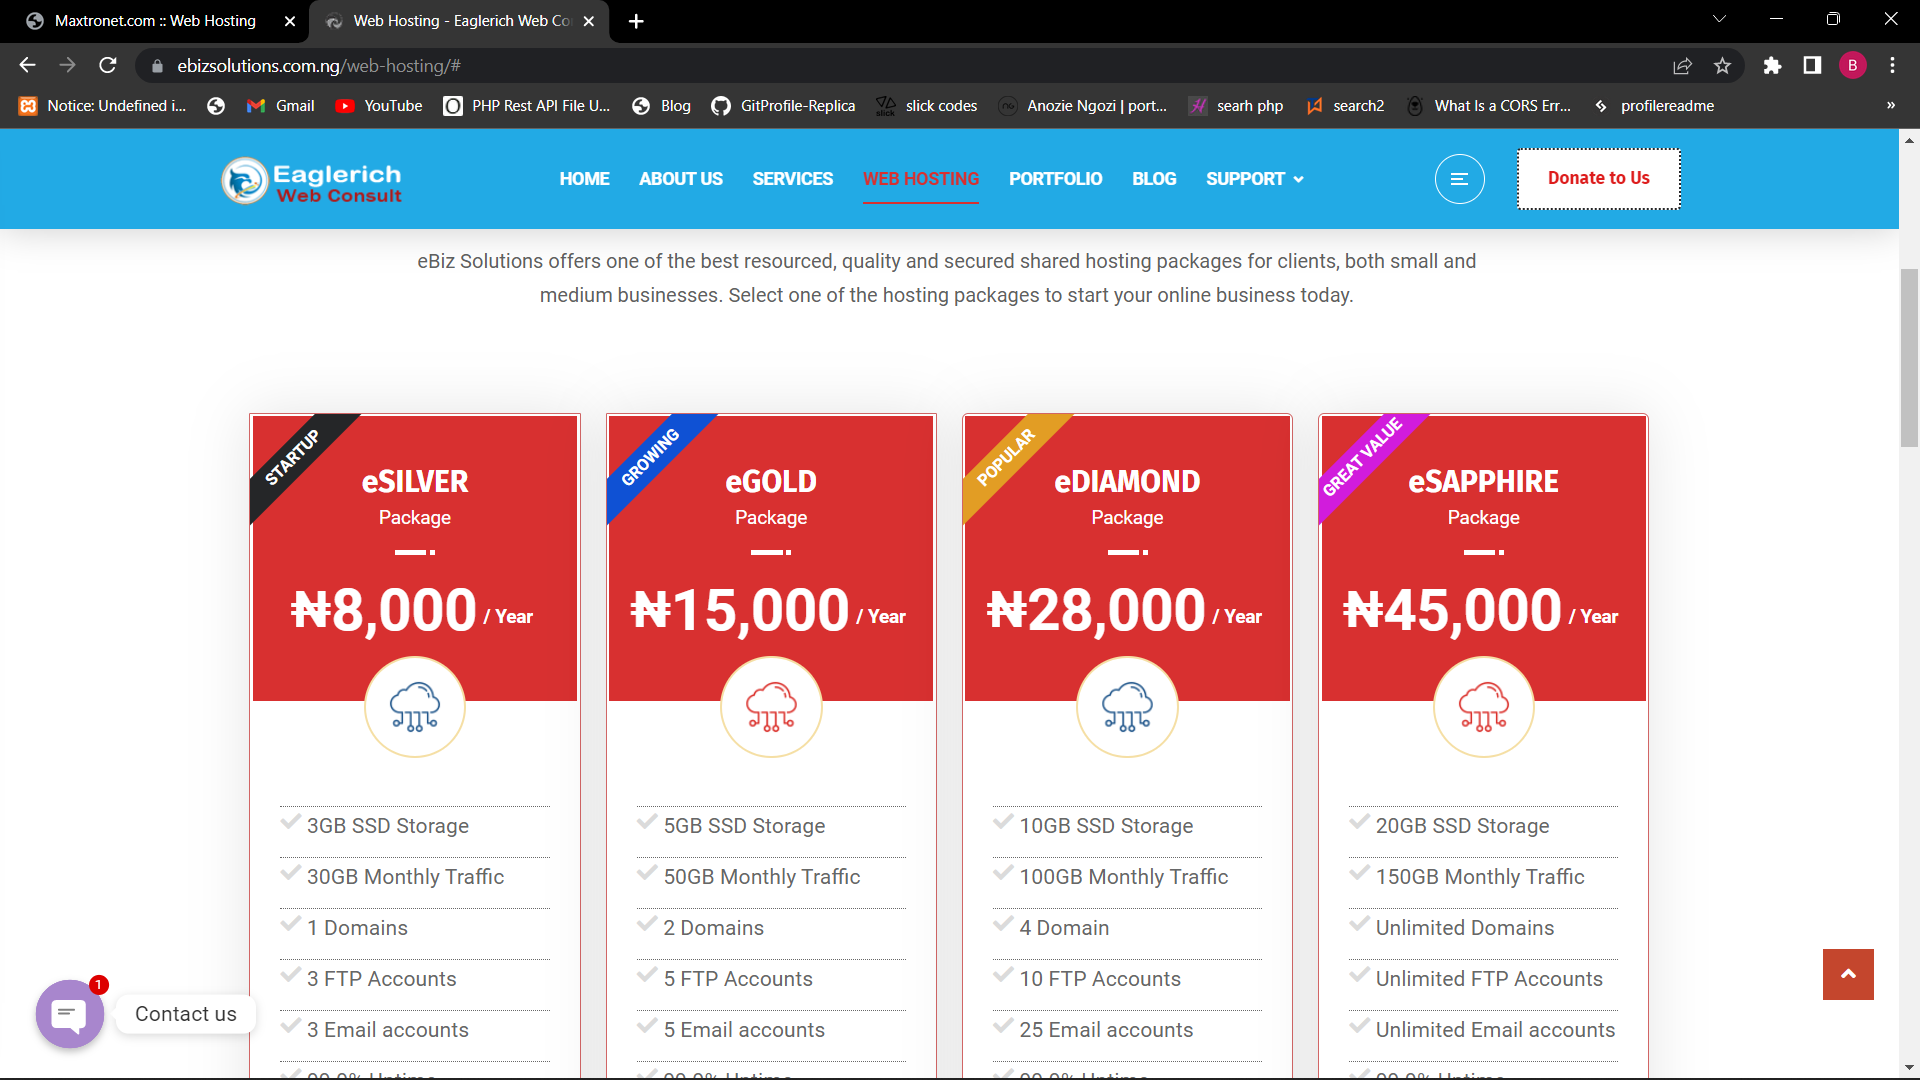 Maxtronet.com :: Web Hosting
Web Hosting - Eaglerich Web Co
ebizsolutions.com.ng/web-hosting/#
B
Notice: Undefined i...
Gmail
YouTube
PHP Rest API File U...
Blog
GitProfile-Replica
slick codes
Anozie Ngozi | port...
searh php
search2
What Is a CORS Err...
profilereadme
»
Eaglerich
Web Consult
HOME
ABOUT US
SERVICES
WEB HOSTING
PORTFOLIO
BLOG
SUPPORT
Donate to Us
eBiz Solutions offers one of the best resourced, quality and secured shared hosting packages for clients, both small and
medium businesses. Select one of the hosting packages to start your online business today.
STARTUP
eSILVER
Package
₦8,000 / Year
3GB SSD Storage
30GB Monthly Traffic
1 Domains
3 FTP Accounts
3 Email accounts
GROWING
eGOLD
Package
₦15,000 / Year
5GB SSD Storage
50GB Monthly Traffic
2 Domains
5 FTP Accounts
5 Email accounts
POPULAR
eDIAMOND
Package
₦28,000 / Year
10GB SSD Storage
100GB Monthly Traffic
4 Domain
10 FTP Accounts
25 Email accounts
GREAT VALUE
eSAPPHIRE
Package
₦45,000 / Year
20GB SSD Storage
150GB Monthly Traffic
Unlimited Domains
Unlimited FTP Accounts
Unlimited Email accounts
1
Contact us